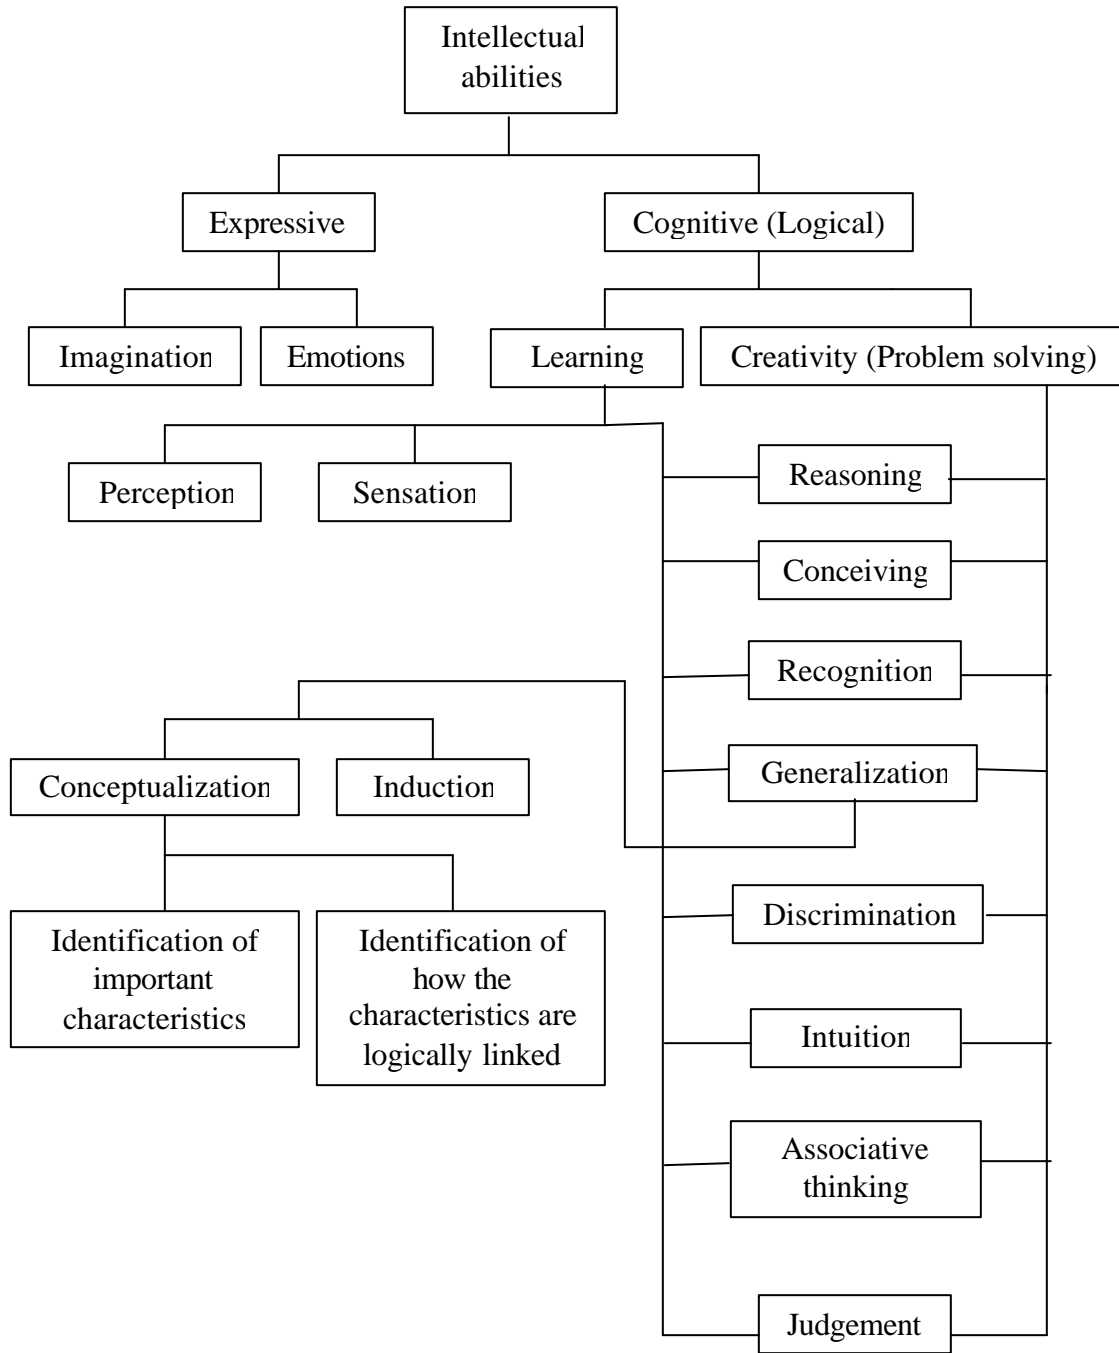 Intellectual
abilities
Expressive
Cognitive (Logical)
Imagination
Emotions
Learning
Creativity (Problem solving)
Perception
Sensation
Reasoning
Conceiving
Recognition
Generalization
Conceptualization
Induction
Discrimination
Identification of
important
characteristics
Identification of
how the
characteristics are
logically linked
Intuition
Associative
thinking
Judgement